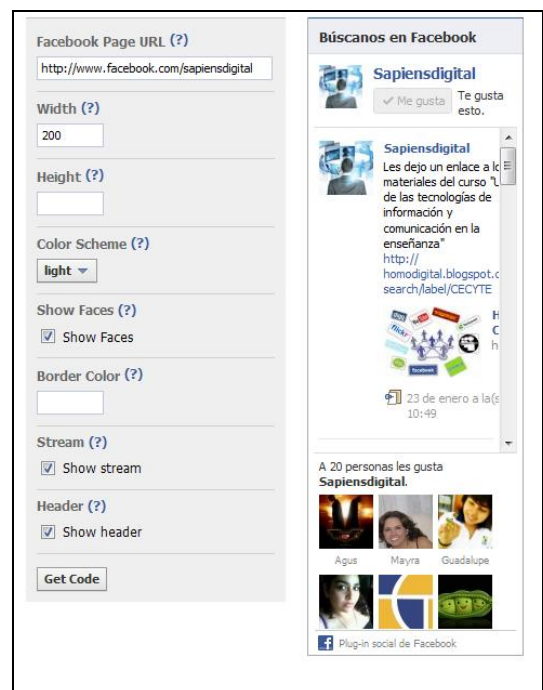 Facebook Page URL (?)
http://www.facebook.com/sapiensdigital
Width (?)
200
Height (?)
Color Scheme (?)
light
Show Faces (?)
Show Faces
Border Color (?)
Stream (?)
Show stream
Header (?)
Show header
Get Code
Búscanos en Facebook
Sapiensdigital
Me gusta
Te gusta
esto.
Sapiensdigital
Les dejo un enlace a lo
materiales del curso "U
de las tecnologías de
información y
comunicación en la
enseñanza"
http://
homodigital.blogspot.c
search/label/CECYTE
flickr
facebook
H
C
h
23 de enero a la(s
10:49
A 20 personas les gusta
Sapiensdigital.
Agus Mayra Guadalupe
Plug-in social de Facebook